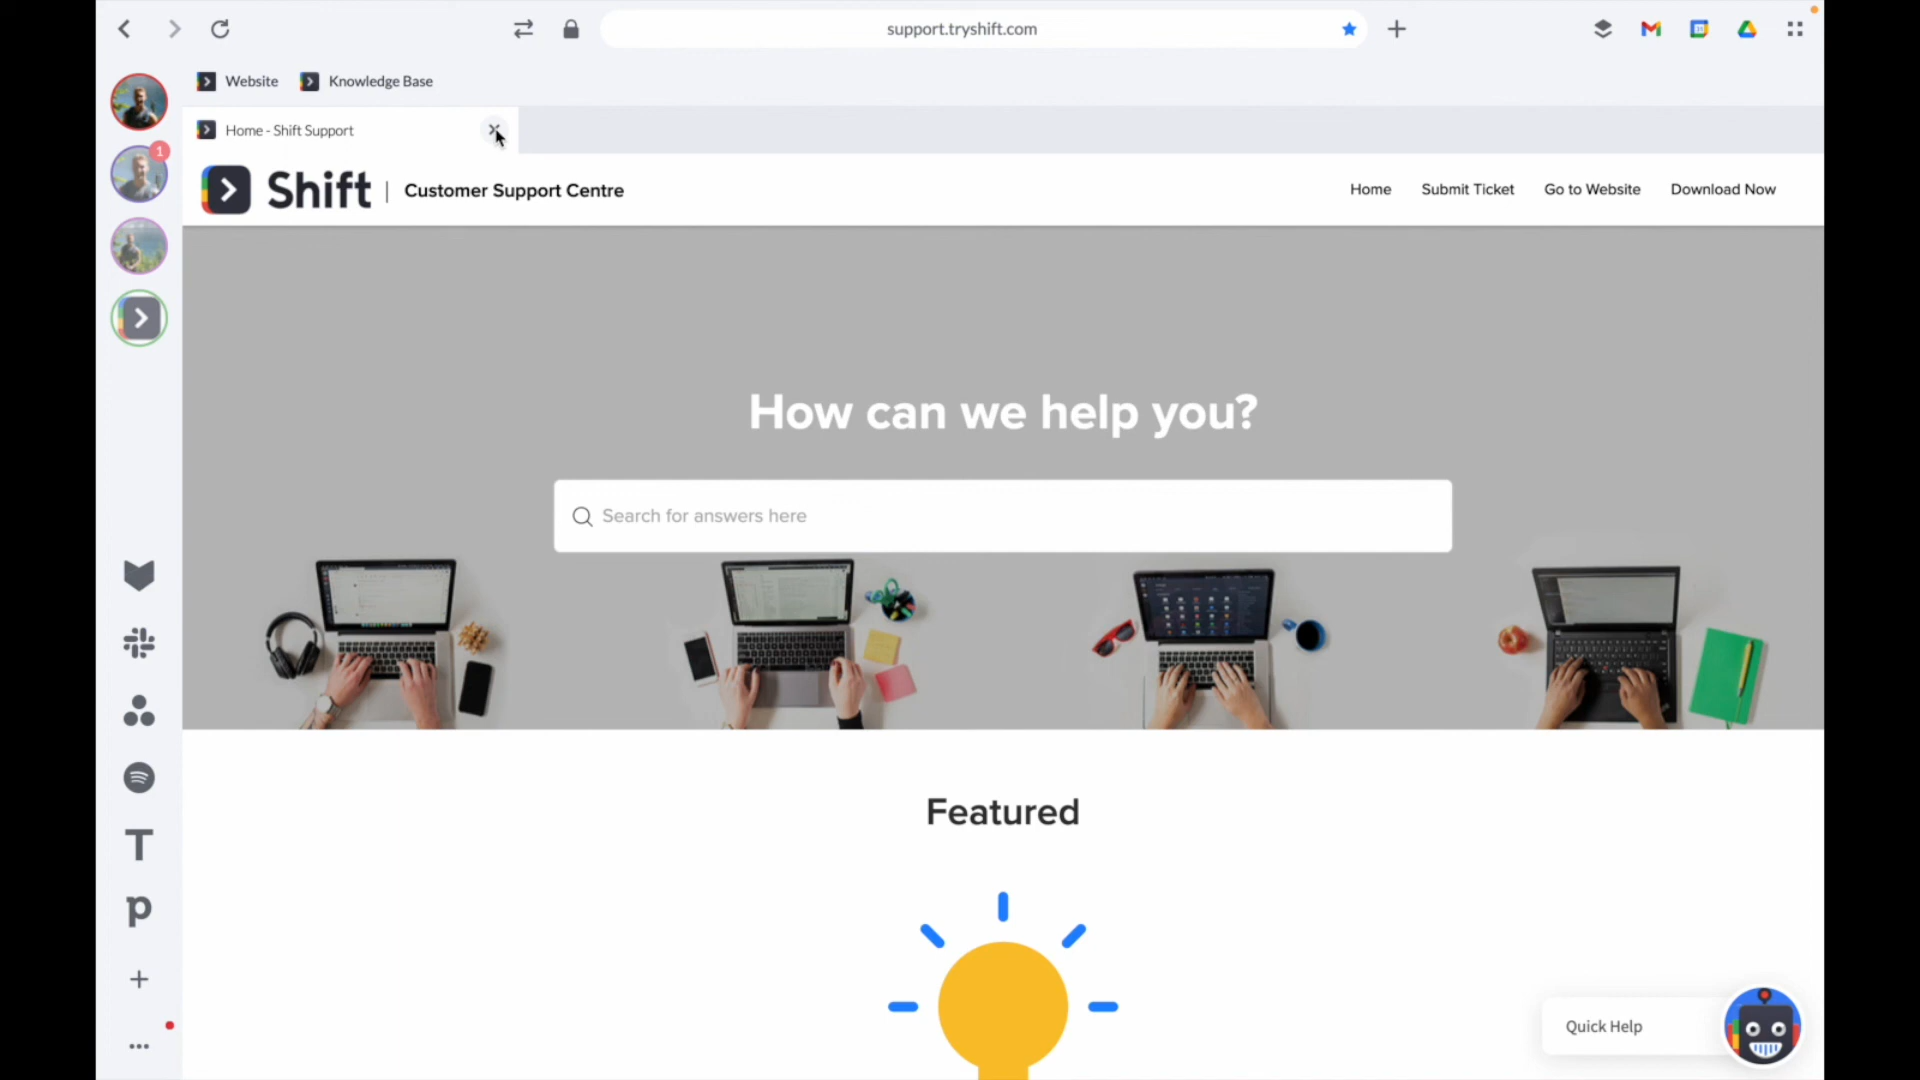 support.tryshift.com
Website
Knowledge Base
1
Home - Shift Support
Shift | Customer Support Centre
Home
Submit Ticket
Go to Website
Download Now
How can we help you?
Search for answers here
Featured
Quick Help